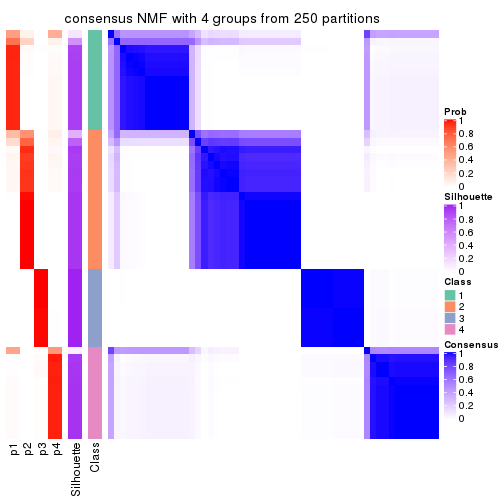 consensus NMF with 4 groups from 250 partitions
Prob
1
0.8
0.6
0.4
0.2
0
Silhouette
1
0.8
0.6
0.4
0.2
0
Class
1
2
3
4
Consensus
1
0.8
0.6
0.4
0.2
0
p1
p2
p3
p4
Silhouette
Class